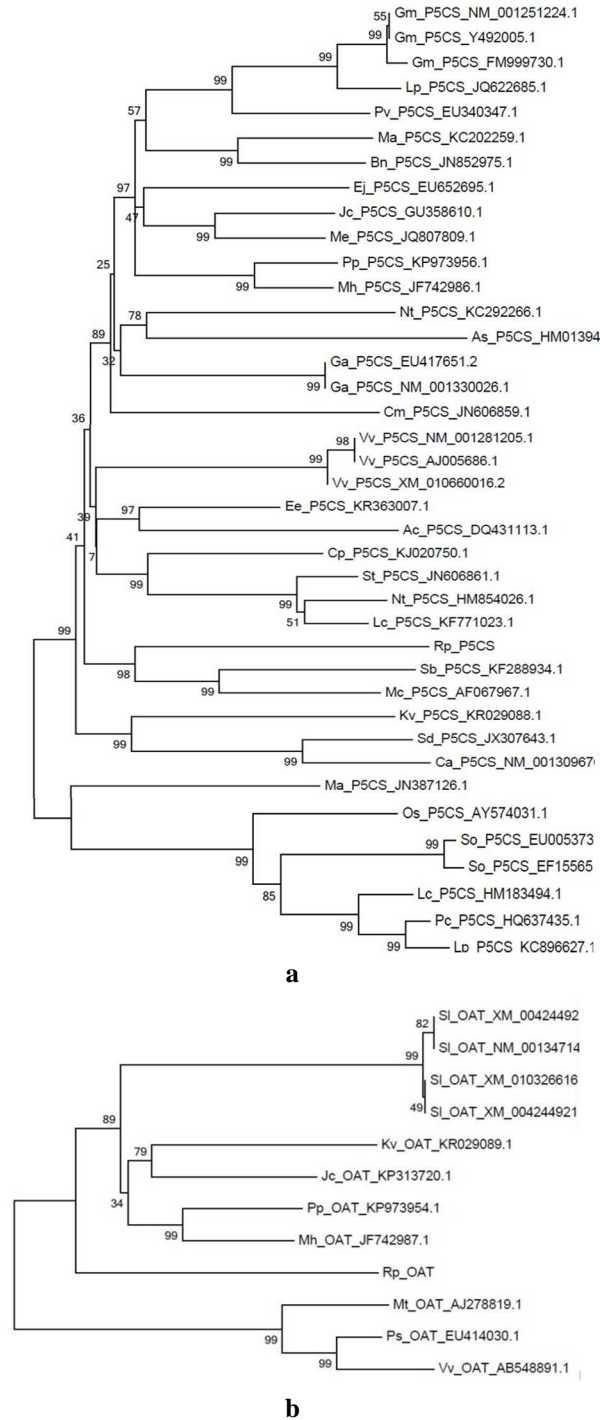 55
Gm_P5CS_NM_001251224.1
99
Gm_P5CS_Y492005.1
99
Gm_P5CS_FM999730.1
99
Lp_P5CS_JQ622685.1
Pv_P5CS_EU340347.1
57
Ma_P5CS_KC202259.1
99
Bn_P5CS_JN852975.1
97
Ej_P5CS_EU652695.1
47
Jc_P5CS_GU358610.1
99
Me_P5CS_JQ807809.1
25
Pp_P5CS_KP973956.1
99
Mh_P5CS_JF742986.1
78
Nt_P5CS_KC292266.1
89
As_P5CS_HM01394
32
Ga_P5CS_EU417651.2
99
Ga_P5CS_NM_001330026.1
Cm_P5CS_JN606859.1
36
98
Vv_P5CS_NM_001281205.1
99
Vv_P5CS_AJ005686.1
Vv_P5CS_XM_010660016.2
39
97
Ee_P5CS_KR363007.1
41
Ac_P5CS_DQ431113.1
7
Cp_P5CS_KJ020750.1
99
St_P5CS_JN606861.1
99
Nt_P5CS_HM854026.1
51
Lc_P5CS_KF771023.1
99
Rp_P5CS
98
Sb_P5CS_KF288934.1
99
Mc_P5CS_AF067967.1
Kv_P5CS_KR029088.1
99
Sd_P5CS_JX307643.1
99
Ca_P5CS_NM_001309676
Ma_P5CS_JN387126.1
Os_P5CS_AY574031.1
99
99
So_P5CS_EU005373
So_P5CS_EF15565
85
Lc_P5CS_HM183494.1
99
Pc_P5CS_HQ637435.1
99
Lp_P5CS_KC896627.1
a
82
Sl_OAT_XM_00424492
99
Sl_OAT_NM_00134714
Sl_OAT_XM_010326616
49
Sl_OAT_XM_004244921
89
79
Kv_OAT_KR029089.1
Jc_OAT_KP313720.1
34
Pp_OAT_KP973954.1
99
Mh_OAT_JF742987.1
Rp_OAT
Mt_OAT_AJ278819.1
99
Ps_OAT_EU414030.1
99
Vv_OAT_AB548891.1
b